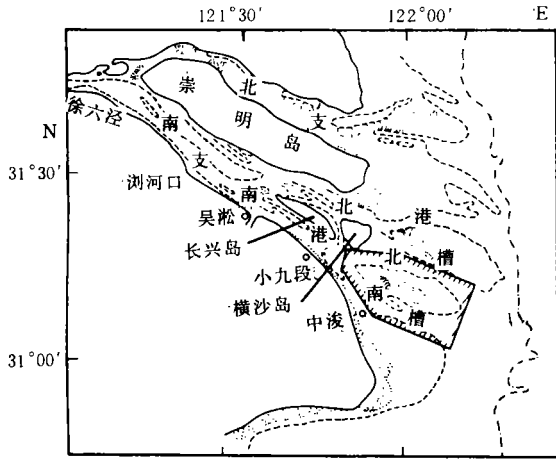 121°30′
122°00′
E
N
31°30′
31°00′
崇明岛
北支
徐六泾
南支
浏河口
吴淞
南港
北港
长兴岛
小九段
横沙岛
中浚
北槽
南槽